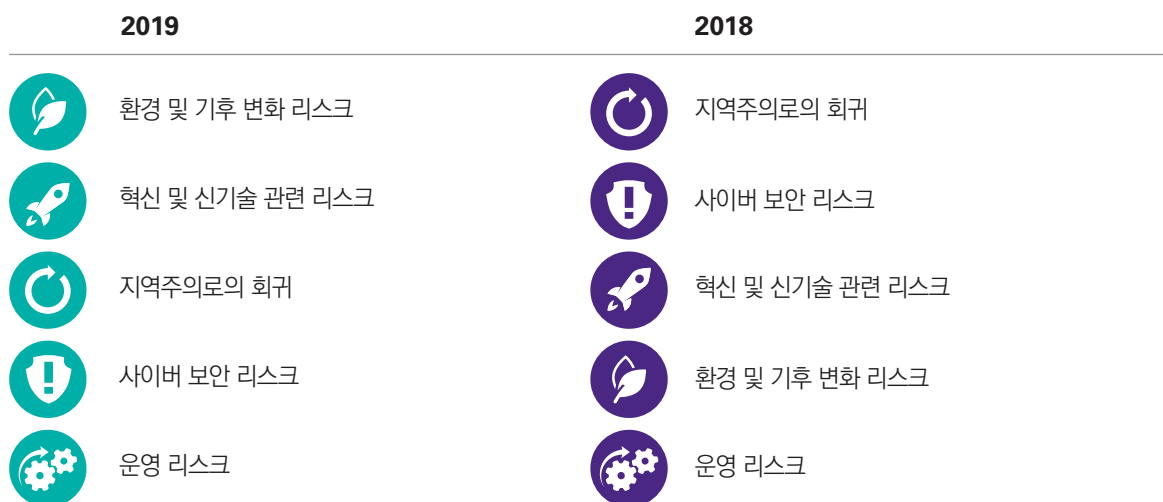 2019 2018
환경 및 기후 변화 리스크 지역주의로의 회귀
혁신 및 신기술 관련 리스크 사이버 보안 리스크
지역주의로의 회귀 혁신 및 신기술 관련 리스크
사이버 보안 리스크 환경 및 기후 변화 리스크
운영 리스크 운영 리스크